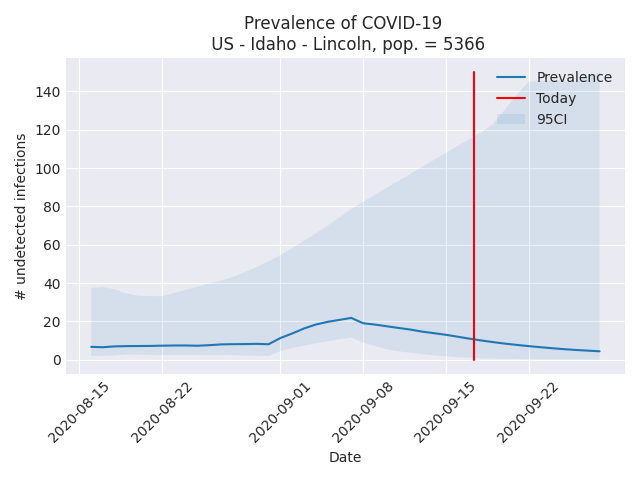 Prevalence of COVID-19
US - Idaho - Lincoln, pop. = 5366
Prevalence
Today
95CI
140
120
100
80
60
40
20
0
# undetected infections
2020-08-15
2020-08-22
2020-09-01
2020-09-08
2020-09-15
2020-09-22
Date